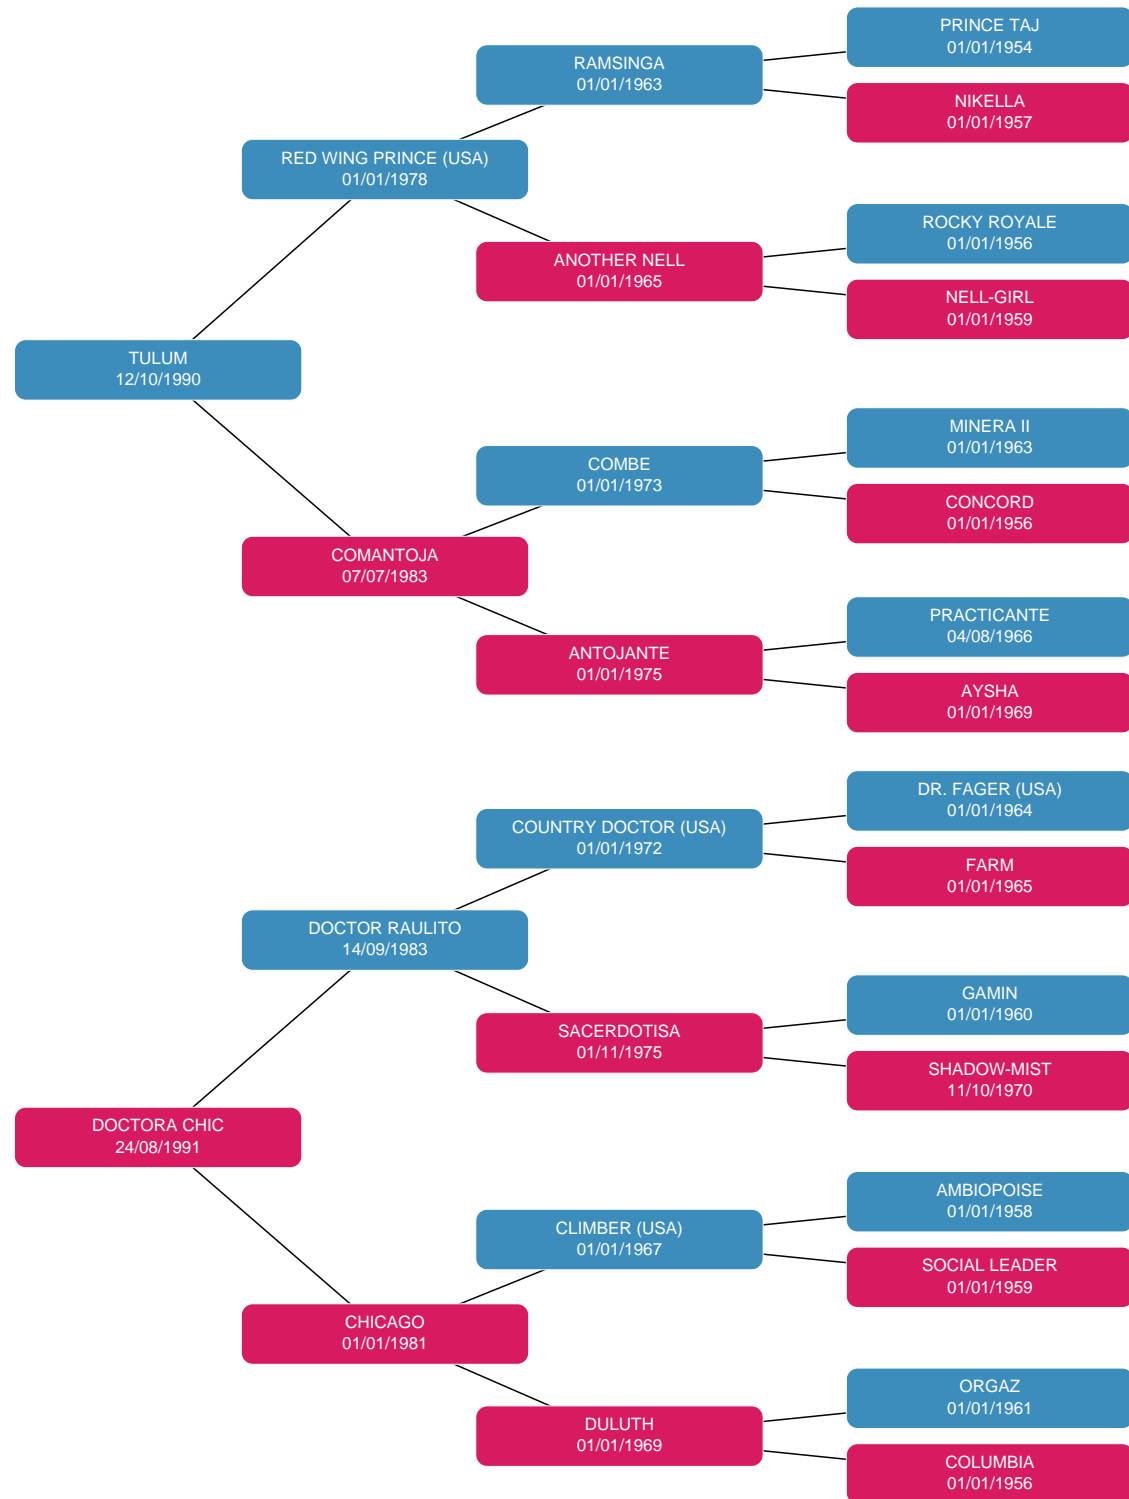 PRINCE TAJ
01/01/1954
RAMSINGA
01/01/1963
NIKELLA
01/01/1957
RED WING PRINCE (USA)
01/01/1978
ROCKY ROYALE
01/01/1956
ANOTHER NELL
01/01/1965
NELL-GIRL
01/01/1959
TULUM
12/10/1990
MINERA II
01/01/1963
COMBE
01/01/1973
CONCORD
01/01/1956
COMANTOJA
07/07/1983
PRACTICANTE
04/08/1966
ANTOJANTE
01/01/1975
AYSHA
01/01/1969
DR. FAGER (USA)
01/01/1964
COUNTRY DOCTOR (USA)
01/01/1972
FARM
01/01/1965
DOCTOR RAULITO
14/09/1983
GAMIN
01/01/1960
SACERDOTISA
01/11/1975
SHADOW-MIST
11/10/1970
DOCTORA CHIC
24/08/1991
AMBIOPOISE
01/01/1958
CLIMBER (USA)
01/01/1967
SOCIAL LEADER
01/01/1959
CHICAGO
01/01/1981
ORGAZ
01/01/1961
DULUTH
01/01/1969
COLUMBIA
01/01/1956